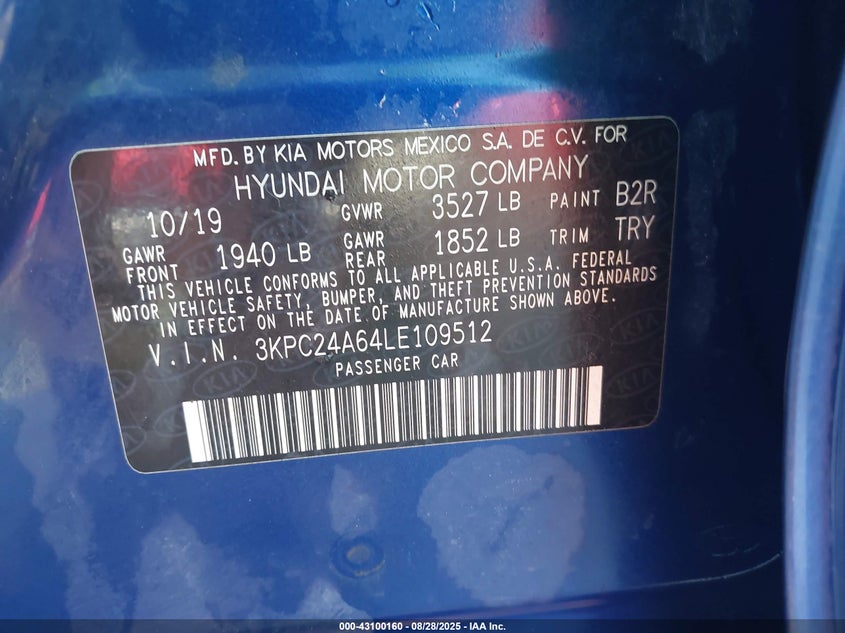 MFD. BY KIA MOTORS MEXICO S.A. DE C.V. FOR
HYUNDAI MOTOR COMPANY
10/19 GVWR 3527 LB PAINT B2R
GAWR FRONT 1940 LB GAWR REAR 1852 LB TRIM TRY
THIS VEHICLE CONFORMS TO ALL APPLICABLE U.S.A. FEDERAL
MOTOR VEHICLE SAFETY, BUMPER, AND THEFT PREVENTION STANDARDS
IN EFFECT ON THE DATE OF MANUFACTURE SHOWN ABOVE.
V.I.N. 3KPC24A64LE109512
PASSENGER CAR
000-43100160 - 08/28/2025 - IAA Inc.